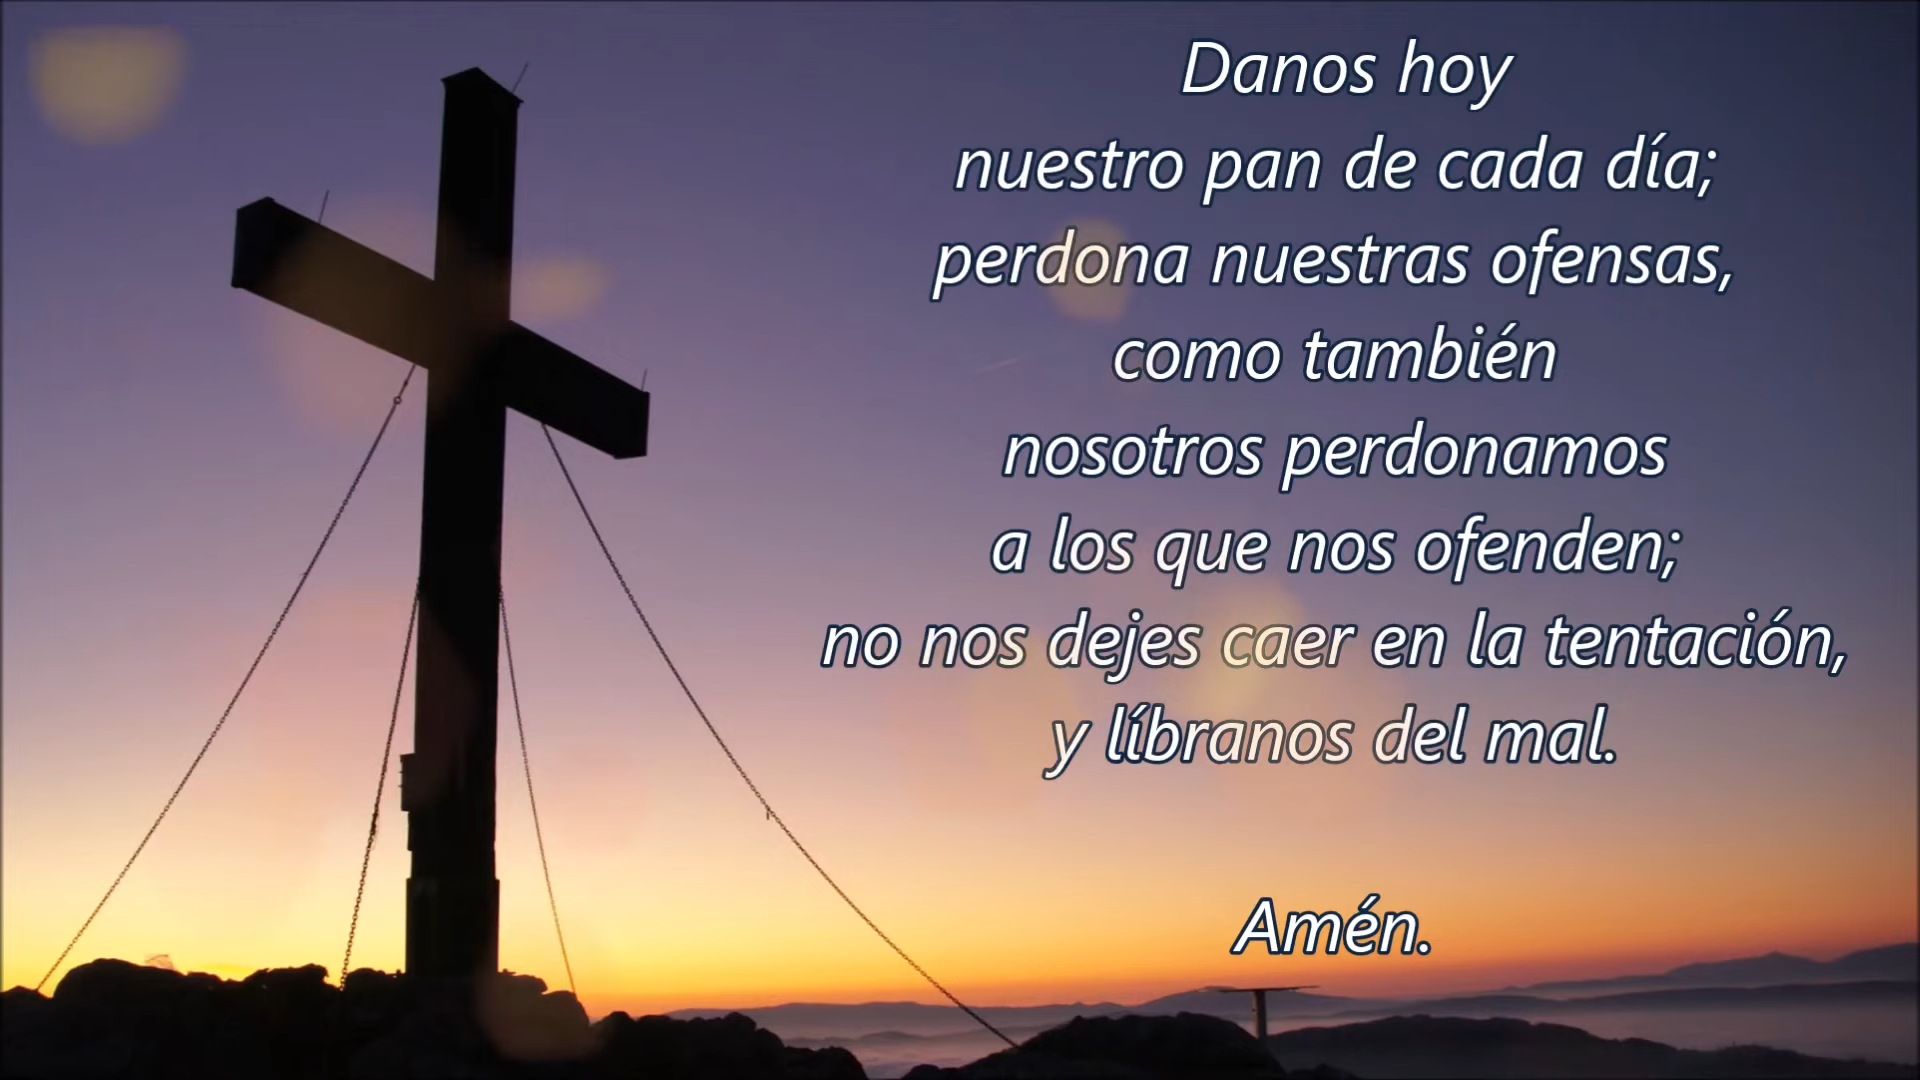 Danos hoy
nuestro pan de cada día;
perdona nuestras ofensas,
como también
nosotros perdonamos
a los que nos ofenden;
no nos dejes caer en la tentación,
y líbranos del mal.
Amén.